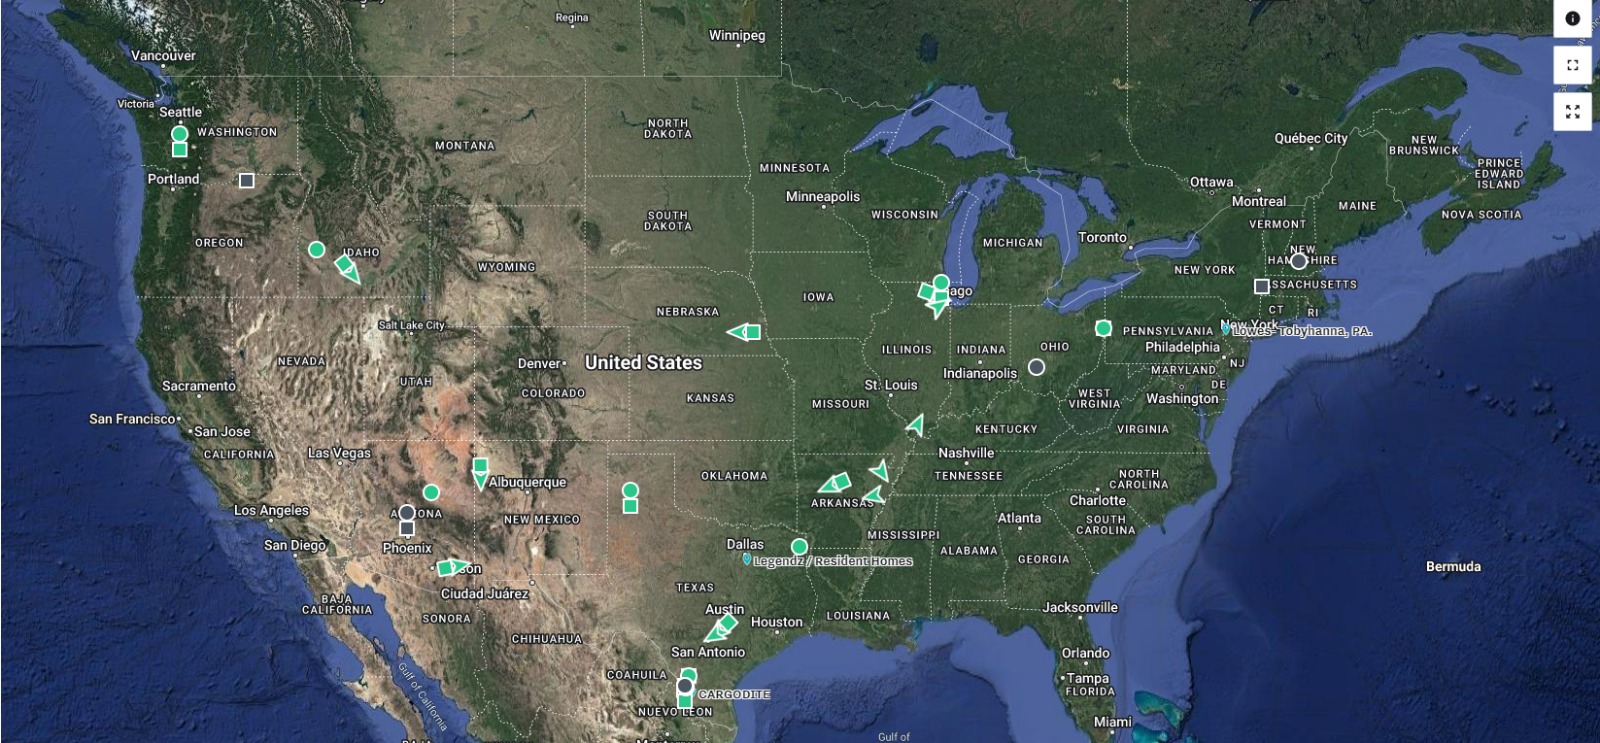 Regina
Winnipeg
Vancouver
Victoria
Seattle
WASHINGTON
NORTH
DAKOTA
MONTANA
MINNESOTA
Québec City
NEW
BRUNSWICK
PRINCE
EDWARD
ISLAND
Portland
Ottawa
Montreal
Minneapolis
MAINE
NOVA SCOTIA
SOUTH
DAKOTA
WISCONSIN
VERMONT
OREGON
IDAHO
MICHIGAN
Toronto
NEW
HAMPSHIRE
WYOMING
NEW YORK
ago
SSACHUSETTS
IOWA
NEBRASKA
CT
RI
Salt Lake City
New York
Lowes- Tobyhanna, PA.
PENNSYLVANIA
OHIO
Philadelphia
ILLINOIS
INDIANA
NEVADA
Denver
United States
Indianapolis
NJ
MARYLAND
DE
UTAH
Sacramento
COLORADO
KANSAS
St. Louis
MISSOURI
WEST
VIRGINIA
Washington
San Francisco
San Jose
KENTUCKY
VIRGINIA
CALIFORNIA
Las Vegas
Nashville
TENNESSEE
NORTH
CAROLINA
OKLAHOMA
Albuquerque
Charlotte
ARKANSAS
Los Angeles
A ONA
NEW MEXICO
Atlanta
SOUTH
CAROLINA
MISSISSIPPI
San Diego
Phoenix
Dallas
ALABAMA
GEORGIA
Legendz / Resident Homes
son
Bermuda
Ciudad Juárez
TEXAS
BAJA
CALIFORNIA
SONORA
Austin
Houston
LOUISIANA
Jacksonville
CHIHUAHUA
San Antonio
Orlando
COAHUILA
Tampa
FLORIDA
CARGODITE
Gulf of California
NUEVO LEON
Miami
Gulf of